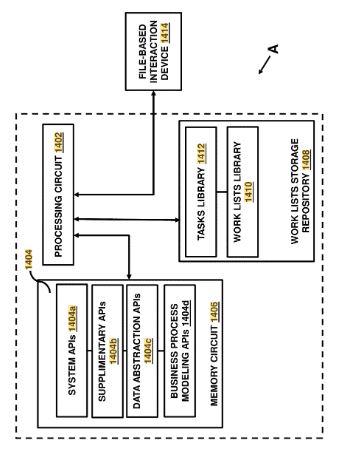 FILE-BASED
INTERACTION
DEVICE 1414
A
PROCESSING CIRCUIT 1402
TASKS LIBRARY 1412
WORK LISTS LIBRARY
1410
WORK LISTS STORAGE
REPOSITORY 1408
1404
SYSTEM APIs 1404a
SUPPLIMENTARY APIs
1404b
DATA ABSTRACTION APIs
1404c
BUSINESS PROCESS
MODELING APIs 1404d
MEMORY CIRCUIT 1406